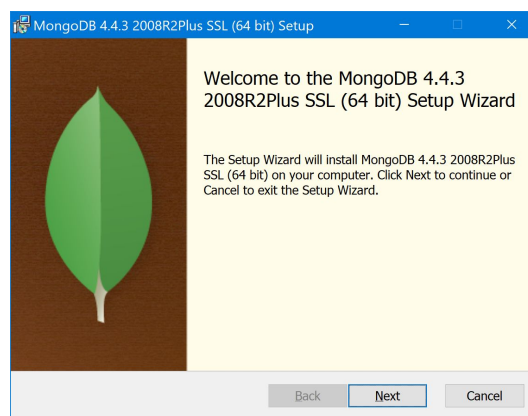 MongoDB 4.4.3 2008R2Plus SSL (64 bit) Setup
Welcome to the MongoDB 4.4.3
2008R2Plus SSL (64 bit) Setup Wizard
The Setup Wizard will install MongoDB 4.4.3 2008R2Plus
SSL (64 bit) on your computer. Click Next to continue or
Cancel to exit the Setup Wizard.
Back
Next
Cancel